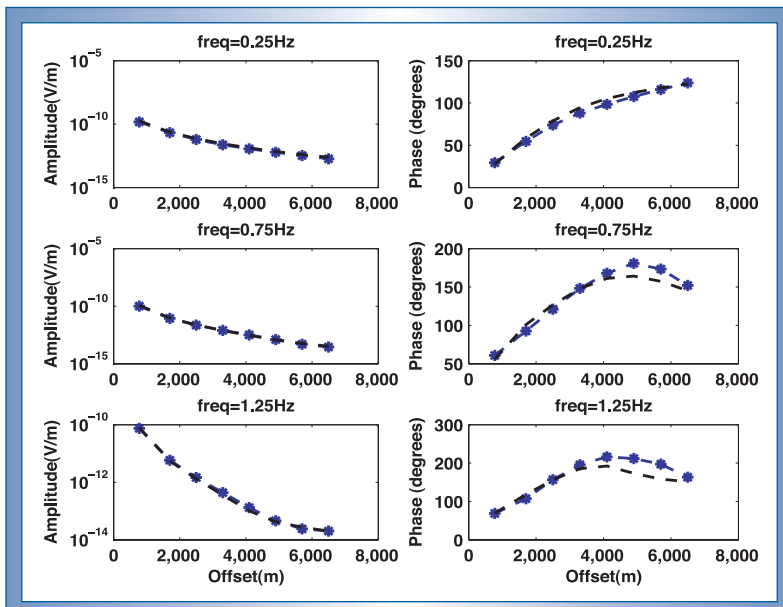 freq=0.25Hz
Amplitude(V/m)
10^-5
10^-10
10^-15
0 2,000 4,000 6,000 8,000
freq=0.25Hz
Phase (degrees)
150
100
50
0
0 2,000 4,000 6,000 8,000
freq=0.75Hz
Amplitude(V/m)
10^-5
10^-10
10^-15
0 2,000 4,000 6,000 8,000
freq=0.75Hz
Phase (degrees)
200
150
100
50
0 2,000 4,000 6,000 8,000
freq=1.25Hz
Amplitude(V/m)
10^-10
10^-12
10^-14
0 2,000 4,000 6,000 8,000
Offset(m)
freq=1.25Hz
Phase (degrees)
300
200
100
0
0 2,000 4,000 6,000 8,000
Offset(m)